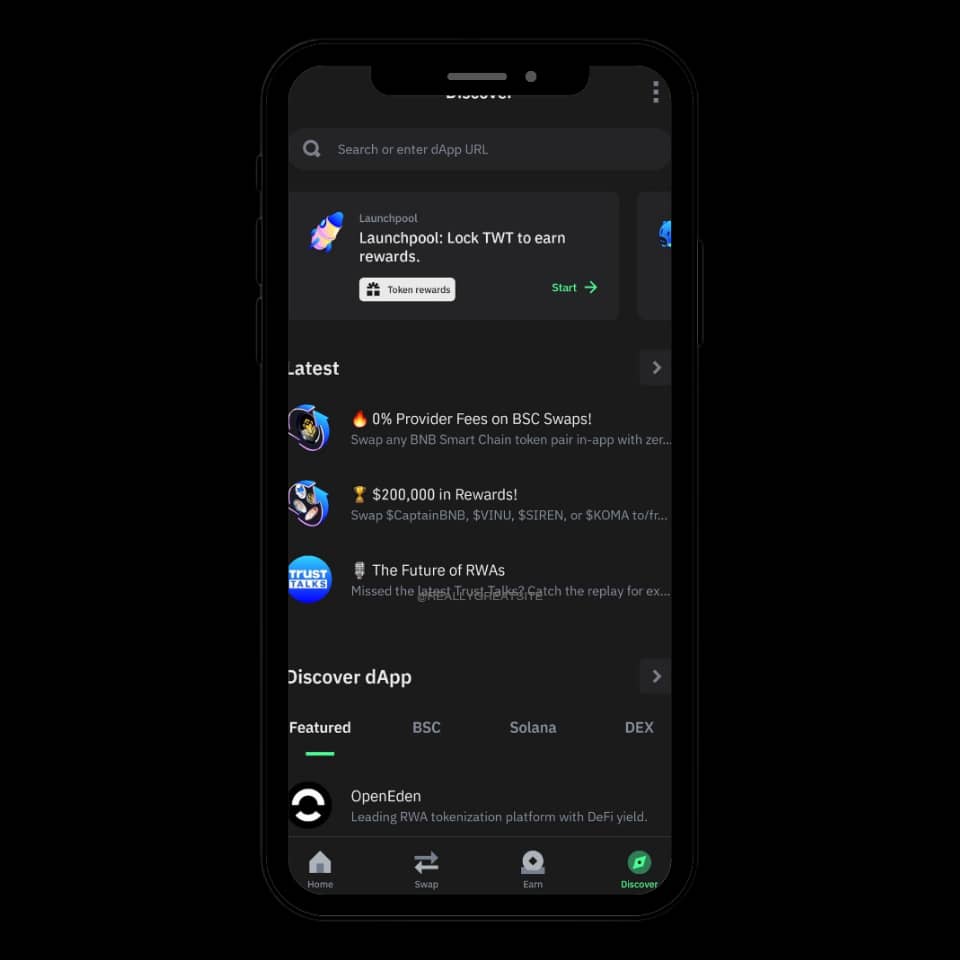 Discover
Search or enter dApp URL
Launchpool
Launchpool: Lock TWT to earn
rewards.
Token rewards
Start
Latest
🔥 0% Provider Fees on BSC Swaps!
Swap any BNB Smart Chain token pair in-app with zer...
🏆 $200,000 in Rewards!
Swap $CaptainBNB, $VINU, $SIREN, or $KOMA to/fr...
TRUST
TALKS
🎙️ The Future of RWAs
Missed the latest Trust Talks? Catch the replay for ex...
@REALLYGREATSITE
Discover dApp
Featured BSC Solana DEX
OpenEden
Leading RWA tokenization platform with DeFi yield.
Home Swap Earn Discover